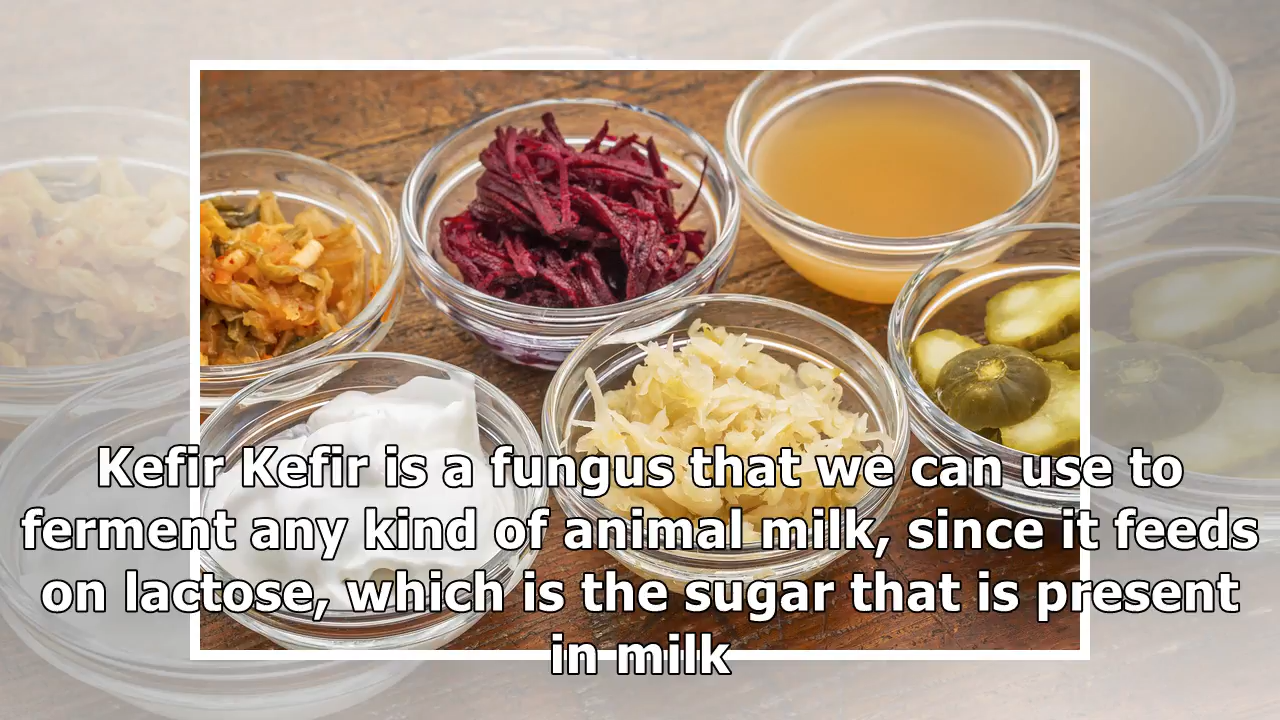 Kefir Kefir is a fungus that we can use to
ferment any kind of animal milk, since it feeds
on lactose, which is the sugar that is present
in milk